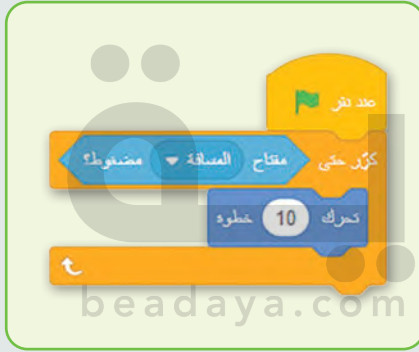 عند نقر
كرّر حتى مفتاح المسافة مضغوط؟
تحرك 10 خطوة
beadaya.com